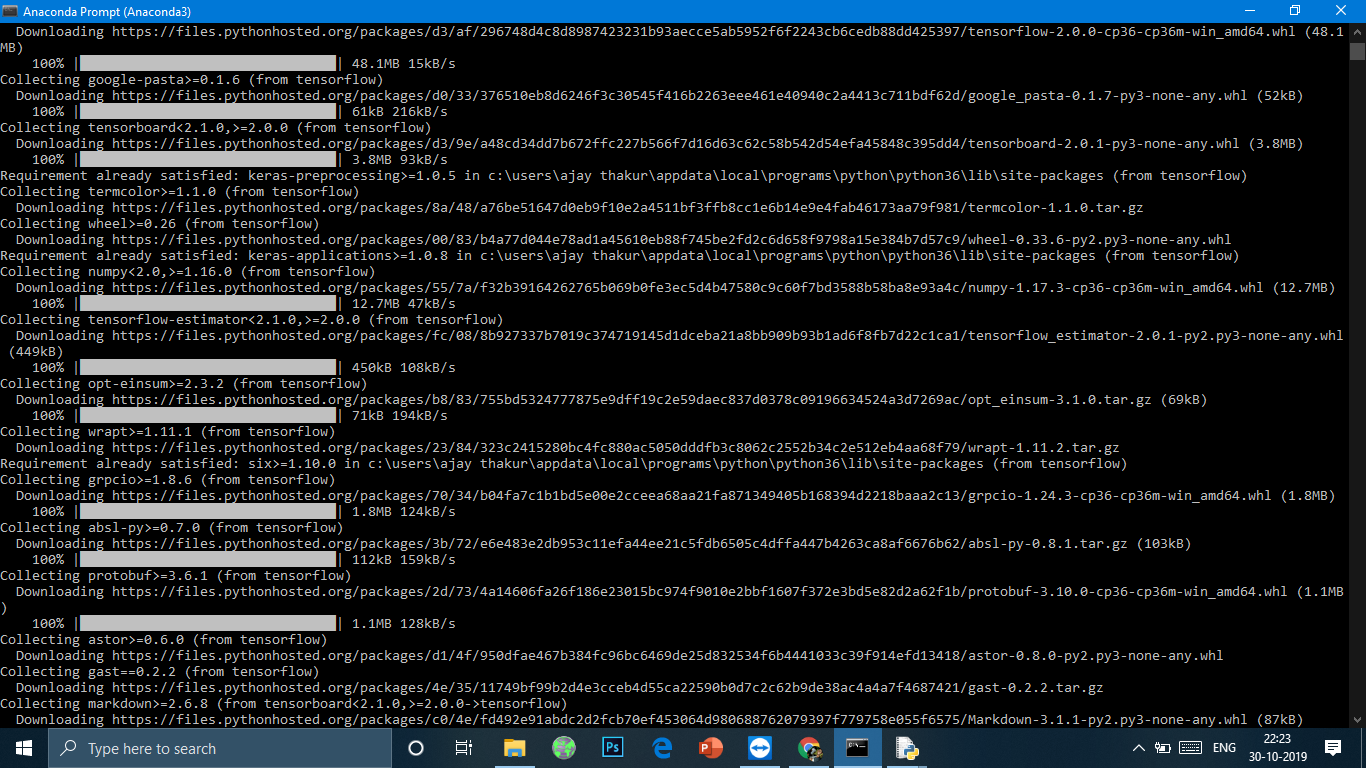 Anaconda Prompt (Anaconda3)
Downloading https://files.pythonhosted.org/packages/d3/af/296748d4c8d8987423231b93aecce5ab5952f6f2243cb6cedb88dd425397/tensorflow-2.0.0-cp36-cp36m-win_amd64.whl (48.1
MB)
100% | | 48.1MB 15kB/s
Collecting google-pasta>=0.1.6 (from tensorflow)
Downloading https://files.pythonhosted.org/packages/d0/33/376510eb8d6246f3c30545f416b2263eee461e40940c2a4413c711bdf62d/google_pasta-0.1.7-py3-none-any.whl (52kB)
100% | | 61kB 216kB/s
Collecting tensorboard<2.1.0,>=2.0.0 (from tensorflow)
Downloading https://files.pythonhosted.org/packages/d3/9e/a48cd34dd7b672ffc227b566f7d16d63c62c58b542d54efa45848c395dd4/tensorboard-2.0.1-py3-none-any.whl (3.8MB)
100% | | 3.8MB 93kB/s
Requirement already satisfied: keras-preprocessing>=1.0.5 in c:\users\ajay thakur\appdata\local\programs\python\python36\lib\site-packages (from tensorflow)
Collecting termcolor>=1.1.0 (from tensorflow)
Downloading https://files.pythonhosted.org/packages/8a/48/a76be51647d0eb9f10e2a4511bf3ffb8cc1e6b14e9e4fab46173aa79f981/termcolor-1.1.0.tar.gz
Collecting wheel>=0.26 (from tensorflow)
Downloading https://files.pythonhosted.org/packages/00/83/b4a77d044e78ad1a45610eb88f745be2fd2c6d658f9798a15e384b7d57c9/wheel-0.33.6-py2.py3-none-any.whl
Requirement already satisfied: keras-applications>=1.0.8 in c:\users\ajay thakur\appdata\local\programs\python\python36\lib\site-packages (from tensorflow)
Collecting numpy<2.0,>=1.16.0 (from tensorflow)
Downloading https://files.pythonhosted.org/packages/55/7a/f32b39164262765b069b0fe3ec5d4b47580c9c60f7bd3588b58ba8e93a4c/numpy-1.17.3-cp36-cp36m-win_amd64.whl (12.7MB)
100% | | 12.7MB 47kB/s
Collecting tensorflow-estimator<2.1.0,>=2.0.0 (from tensorflow)
Downloading https://files.pythonhosted.org/packages/fc/08/8b927337b7019c374719145d1dceba21a8bb909b93b1ad6f8fb7d22c1ca1/tensorflow_estimator-2.0.1-py2.py3-none-any.whl
(449kB)
100% | | 450kB 108kB/s
Collecting opt-einsum>=2.3.2 (from tensorflow)
Downloading https://files.pythonhosted.org/packages/b8/83/755bd5324777875e9dff19c2e59daec837d0378c09196634524a3d7269ac/opt_einsum-3.1.0.tar.gz (69kB)
100% | | 71kB 194kB/s
Collecting wrapt>=1.11.1 (from tensorflow)
Downloading https://files.pythonhosted.org/packages/23/84/323c2415280bc4fc880ac5050dddfb3c8062c2552b34c2e512eb4aa68f79/wrapt-1.11.2.tar.gz
Requirement already satisfied: six>=1.10.0 in c:\users\ajay thakur\appdata\local\programs\python\python36\lib\site-packages (from tensorflow)
Collecting grpcio>=1.8.6 (from tensorflow)
Downloading https://files.pythonhosted.org/packages/70/34/b04fa7c1b1bd5e00e2cceea68aa21fa871349405b168394d2218baaa2c13/grpcio-1.24.3-cp36-cp36m-win_amd64.whl (1.8MB)
100% | | 1.8MB 124kB/s
Collecting absl-py>=0.7.0 (from tensorflow)
Downloading https://files.pythonhosted.org/packages/3b/72/e6e483e2db953c11efa44ee21c5fdb6505c4dffa447b4263ca8af6676b62/absl-py-0.8.1.tar.gz (103kB)
100% | | 112kB 159kB/s
Collecting protobuf>=3.6.1 (from tensorflow)
Downloading https://files.pythonhosted.org/packages/2d/73/4a14606fa26f186e23015bc974f9010e2bbf1607f372e3bd5e82d2a62f1b/protobuf-3.10.0-cp36-cp36m-win_amd64.whl (1.1MB
)
100% | | 1.1MB 128kB/s
Collecting astor>=0.6.0 (from tensorflow)
Downloading https://files.pythonhosted.org/packages/d1/4f/950dfae467b384fc96bc6469de25d832534f6b4441033c39f914efd13418/astor-0.8.0-py2.py3-none-any.whl
Collecting gast==0.2.2 (from tensorflow)
Downloading https://files.pythonhosted.org/packages/4e/35/11749bf99b2d4e3cceb4d55ca22590b0d7c2c62b9de38ac4a4a7f4687421/gast-0.2.2.tar.gz
Collecting markdown>=2.6.8 (from tensorboard<2.1.0,>=2.0.0->tensorflow)
Downloading https://files.pythonhosted.org/packages/c0/4e/fd492e91abdc2d2fcb70ef453064d980688762079397f779758e055f6575/Markdown-3.1.1-py2.py3-none-any.whl (87kB)
Type here to search
Ps
ENG
22:23
30-10-2019